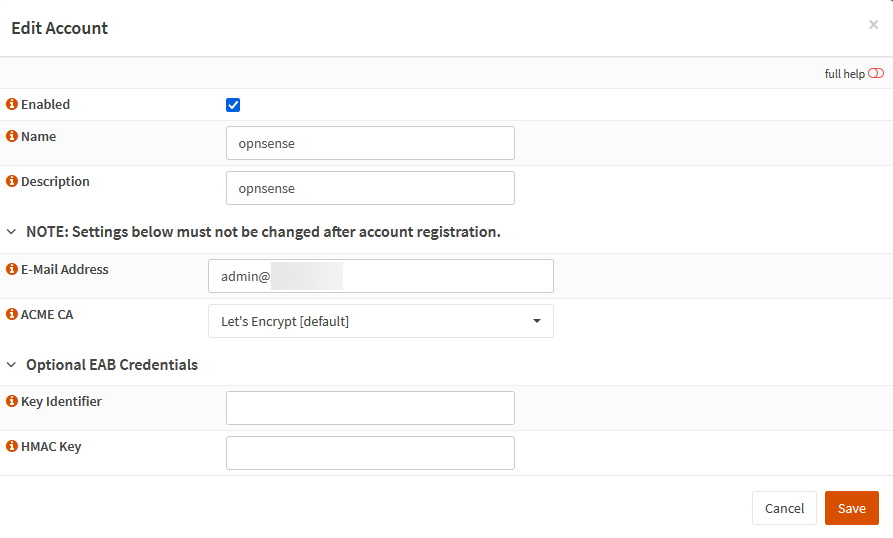 Edit Account
×
full help
Enabled
Name
opnsense
Description
opnsense
NOTE: Settings below must not be changed after account registration.
E-Mail Address
admin@
ACME CA
Let's Encrypt [default]
Optional EAB Credentials
Key Identifier
HMAC Key
Cancel Save